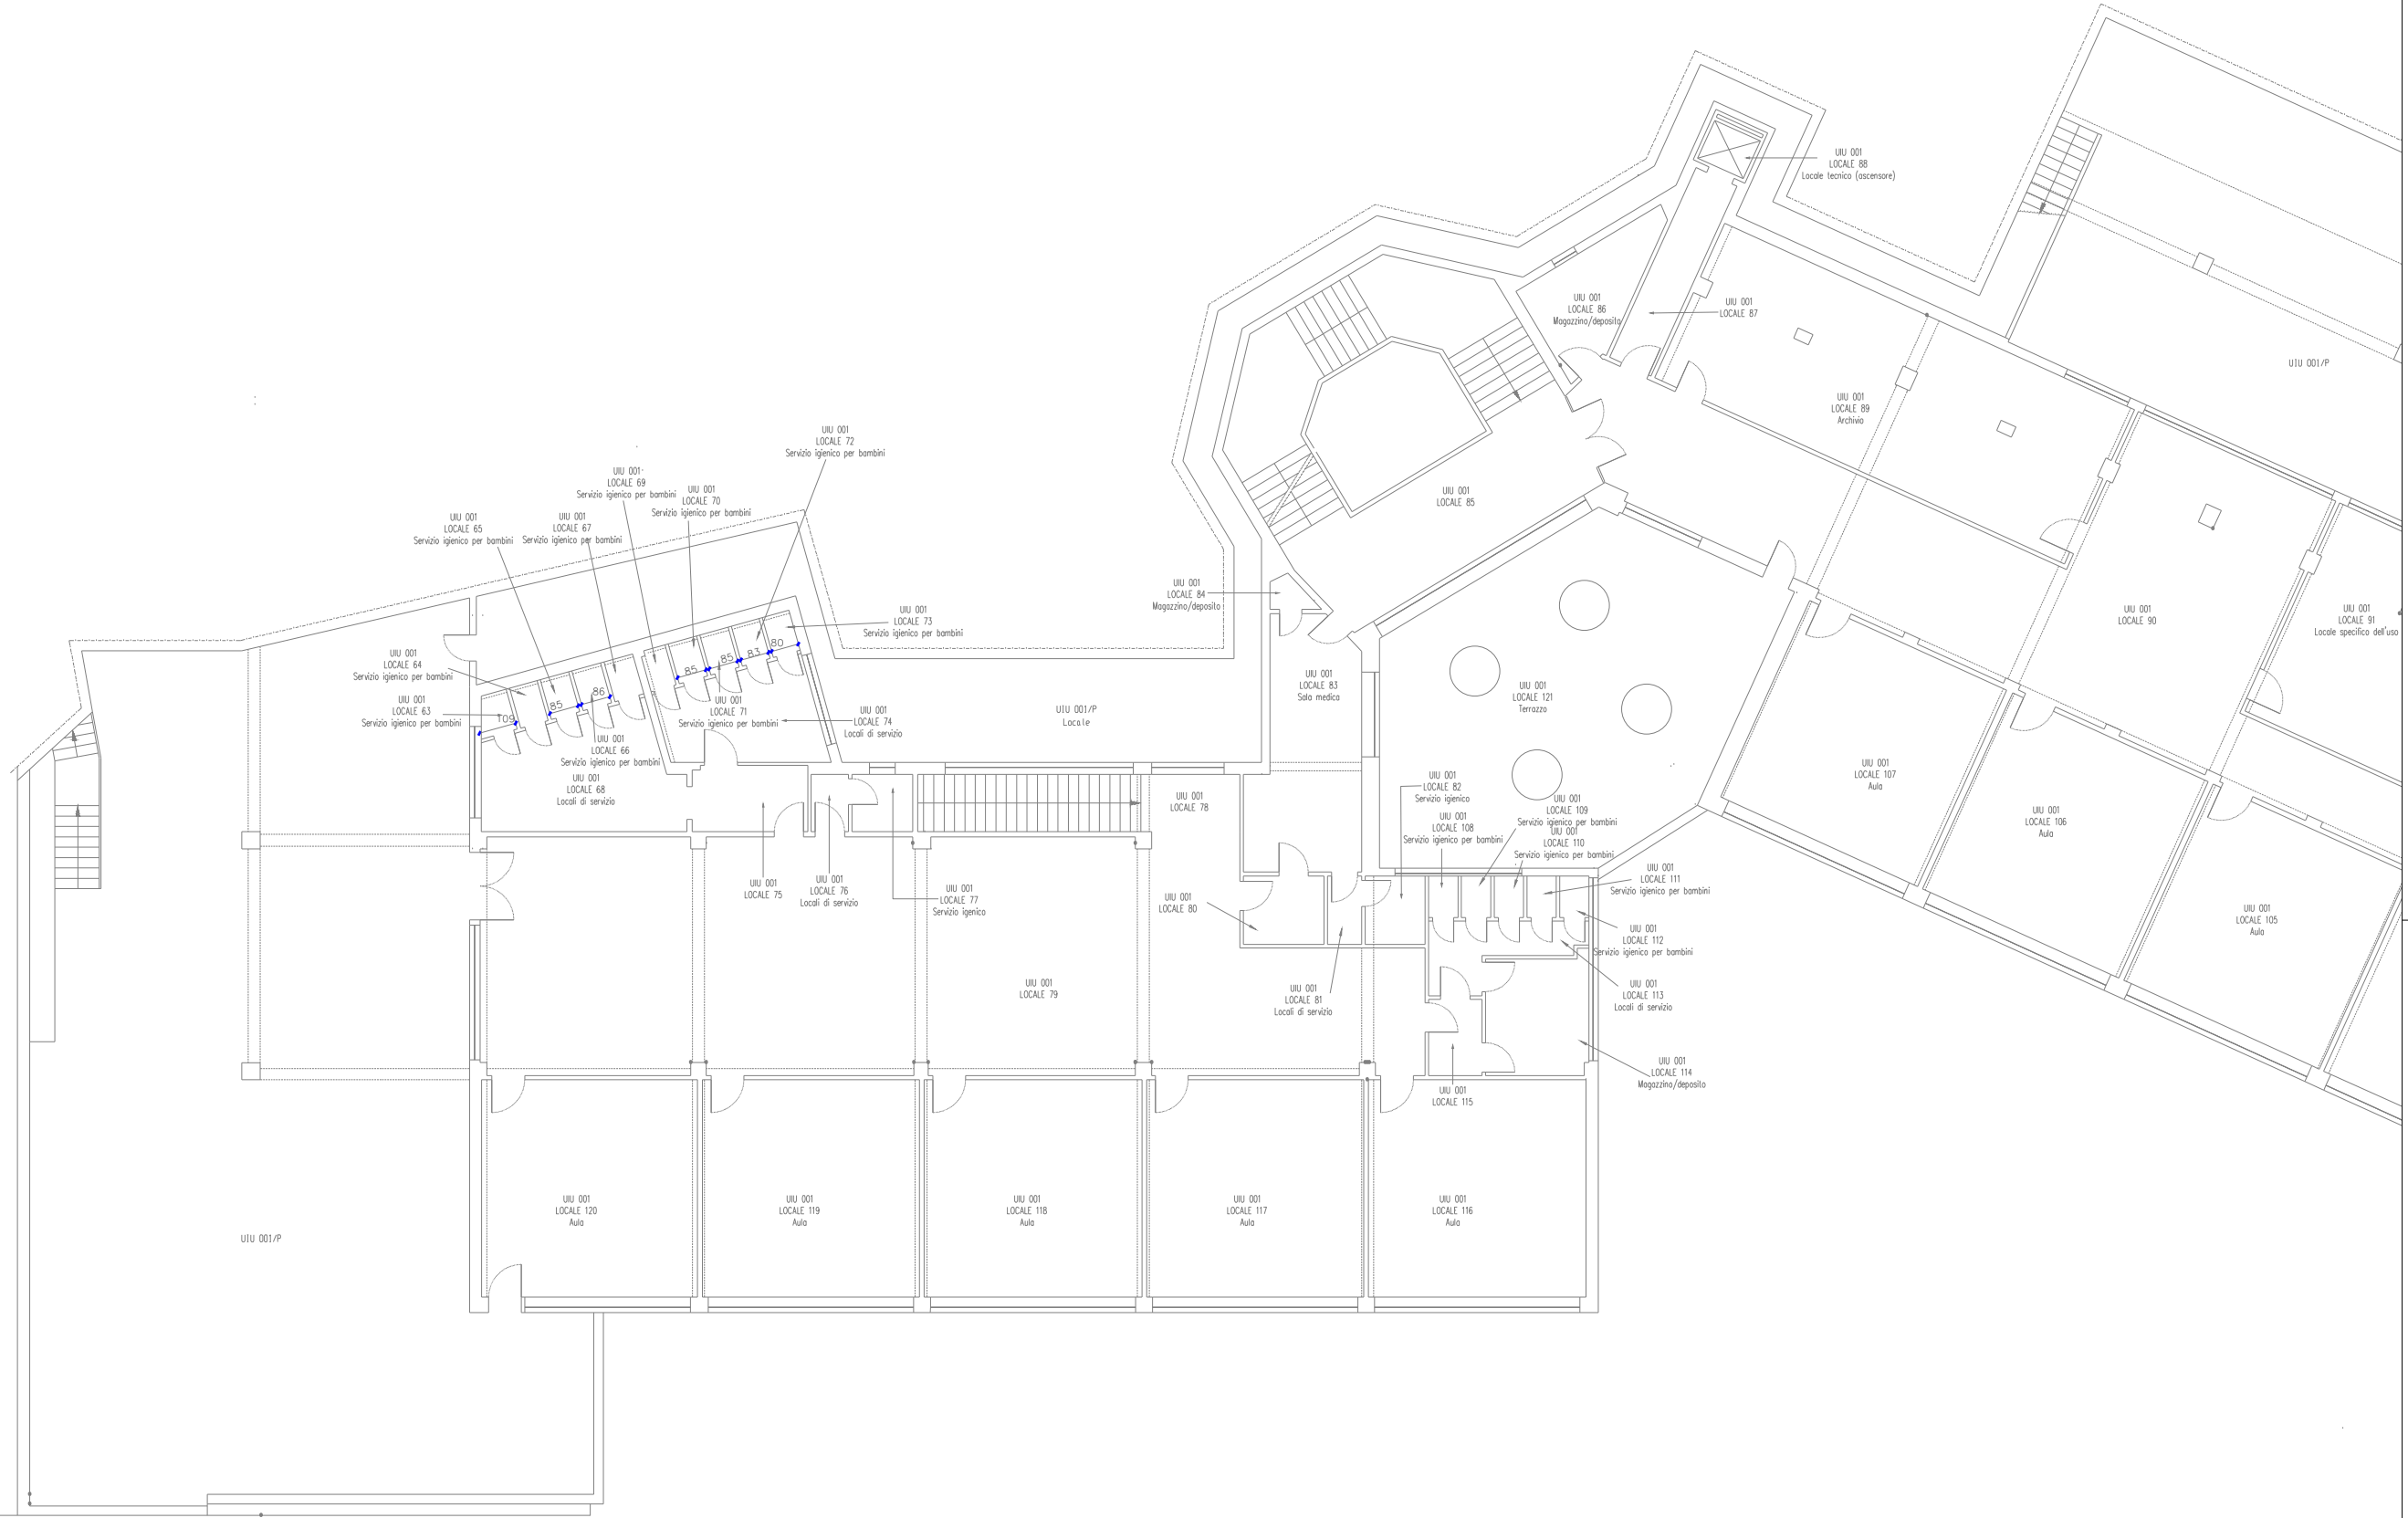 UIU 001
LOCALE 88
Locale tecnico (ascensore)
UIU 001
LOCALE 86
Magazzino/deposito
UIU 001
LOCALE 87
UIU 001/P
UIU 001
LOCALE 89
Archivio
UIU 001
LOCALE 72
Servizio igienico per bambini
UIU 001
LOCALE 69
Servizio igienico per bambini
UIU 001
LOCALE 70
Servizio igienico per bambini
UIU 001
LOCALE 85
UIU 001
LOCALE 65
Servizio igienico per bambini
UIU 001
LOCALE 67
Servizio igienico per bambini
UIU 001
LOCALE 84
Magazzino/deposito
UIU 001
LOCALE 73
Servizio igienico per bambini
UIU 001
LOCALE 90
UIU 001
LOCALE 91
Locale specifico dell'uso
UIU 001
LOCALE 64
Servizio igienico per bambini
UIU 001
LOCALE 63
Servizio igienico per bambini
109
85
86
85
85
83
80
UIU 001
LOCALE 71
Servizio igienico per bambini
UIU 001
LOCALE 74
Locali di servizio
UIU 001/P
Locale
UIU 001
LOCALE 83
Sala medica
UIU 001
LOCALE 121
Terrazzo
UIU 001
LOCALE 66
Servizio igienico per bambini
UIU 001
LOCALE 68
Locali di servizio
UIU 001
LOCALE 78
UIU 001
LOCALE 82
Servizio igienico
UIU 001
LOCALE 109
Servizio igienico per bambini
UIU 001
LOCALE 107
Aula
UIU 001
LOCALE 108
Servizio igienico per bambini
UIU 001
LOCALE 110
Servizio igienico per bambini
UIU 001
LOCALE 106
Aula
UIU 001
LOCALE 111
Servizio igienico per bambini
UIU 001
LOCALE 75
UIU 001
LOCALE 76
Locali di servizio
UIU 001
LOCALE 77
Servizio igenico
UIU 001
LOCALE 80
UIU 001
LOCALE 105
Aula
UIU 001
LOCALE 112
Servizio igienico per bambini
UIU 001
LOCALE 79
UIU 001
LOCALE 81
Locali di servizio
UIU 001
LOCALE 113
Locali di servizio
UIU 001
LOCALE 114
Magazzino/deposito
UIU 001
LOCALE 115
UIU 001
LOCALE 120
Aula
UIU 001
LOCALE 119
Aula
UIU 001
LOCALE 118
Aula
UIU 001
LOCALE 117
Aula
UIU 001
LOCALE 116
Aula
UIU 001/P